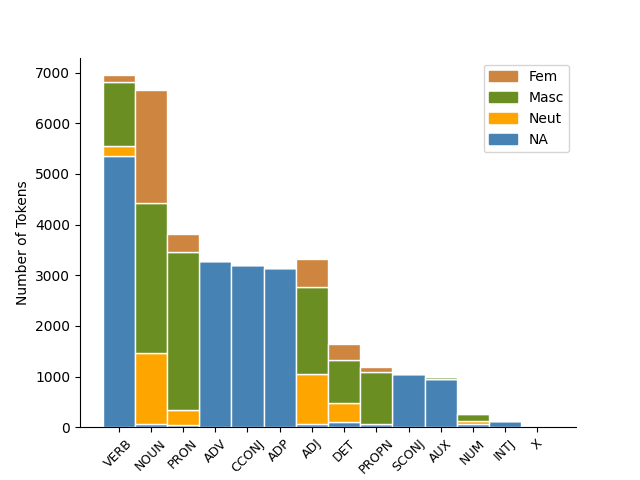 7000
6000
5000
4000
3000
2000
1000
0
Number of Tokens
Fem
Masc
Neut
NA
VERB
NOUN
PRON
ADV
CCONJ
ADP
ADJ
DET
PROPN
SCONJ
AUX
NUM
INTJ
X